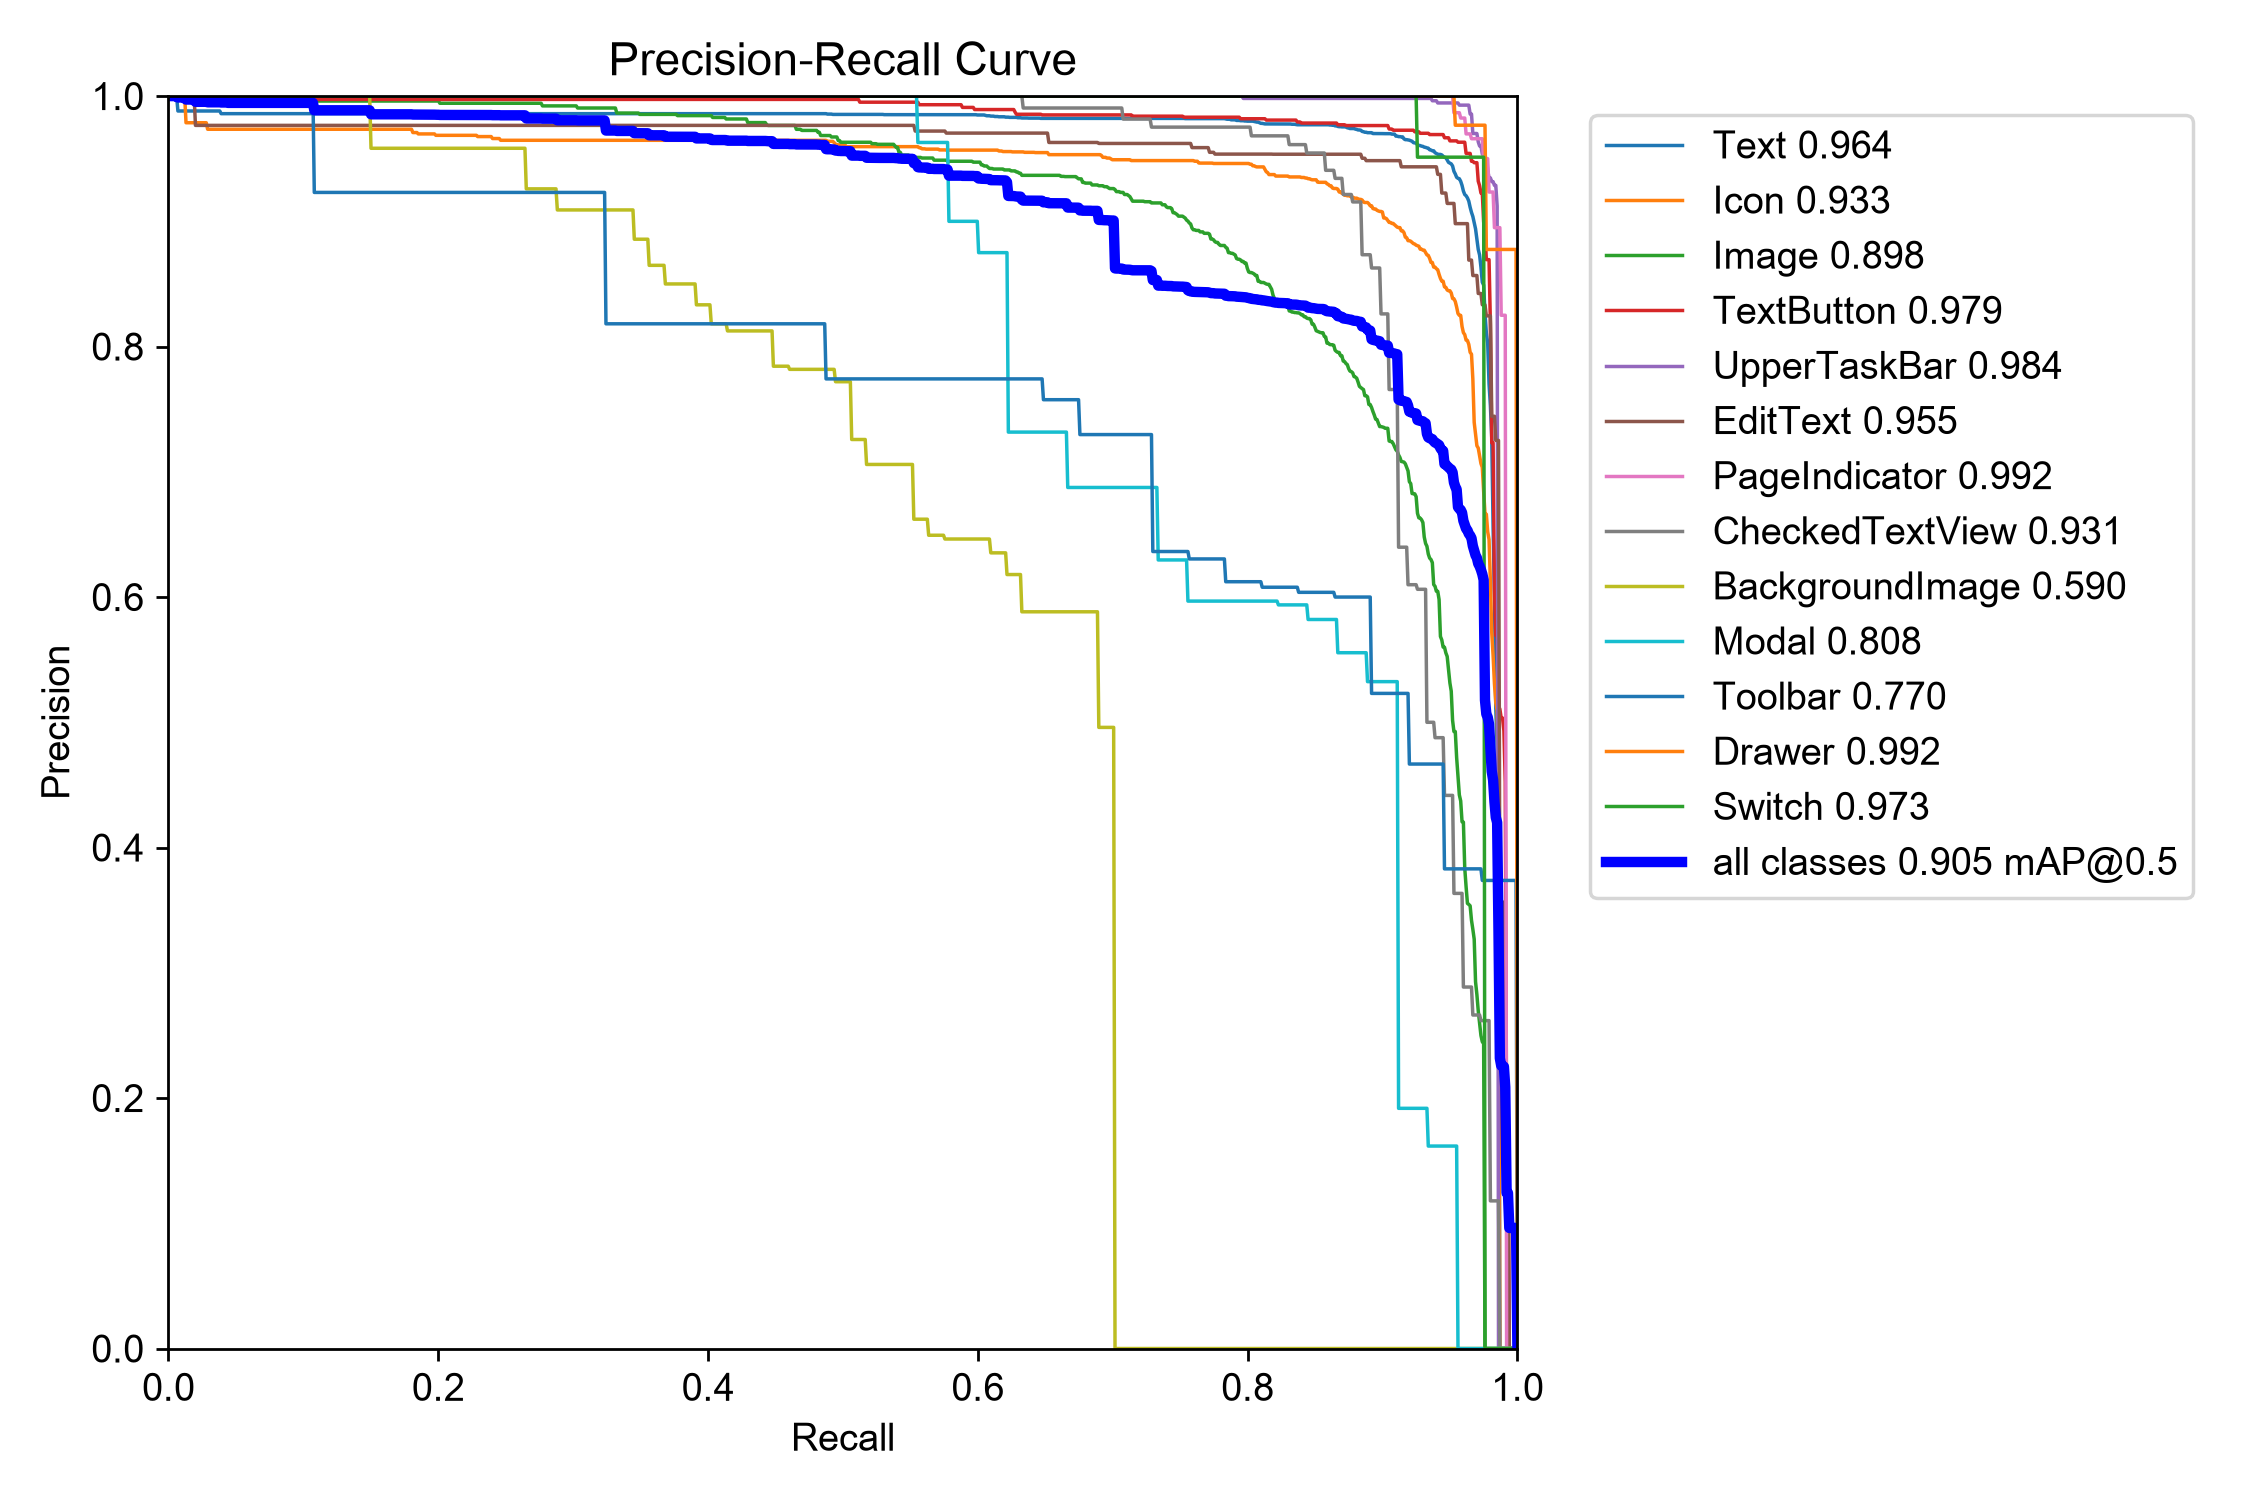 Precision-Recall Curve
1.0
0.8
0.6
0.4
0.2
0.0
Precision
0.0 0.2 0.4 0.6 0.8 1.0
Recall
Text 0.964
Icon 0.933
Image 0.898
TextButton 0.979
UpperTaskBar 0.984
EditText 0.955
PageIndicator 0.992
CheckedTextView 0.931
BackgroundImage 0.590
Modal 0.808
Toolbar 0.770
Drawer 0.992
Switch 0.973
all classes 0.905 mAP@0.5